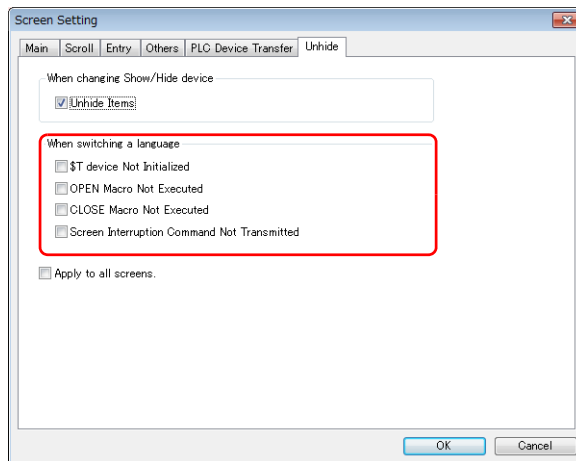 Screen Setting
Main Scroll Entry Others PLC Device Transfer Unhide
When changing Show/Hide device
Unhide Items
When switching a language
$T device Not Initialized
OPEN Macro Not Executed
CLOSE Macro Not Executed
Screen Interruption Command Not Transmitted
Apply to all screens.
OK Cancel